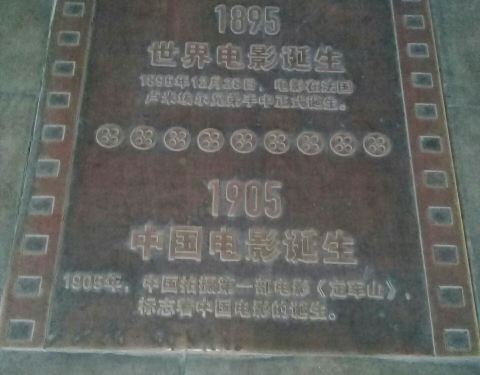 1895
世界电影诞生
1895年12月28日，电影在法国
卢米埃尔兄弟手中正式诞生。
1905
中国电影诞生
1905年，中国拍摄第一部电影《定军山》，
标志着中国电影的诞生。